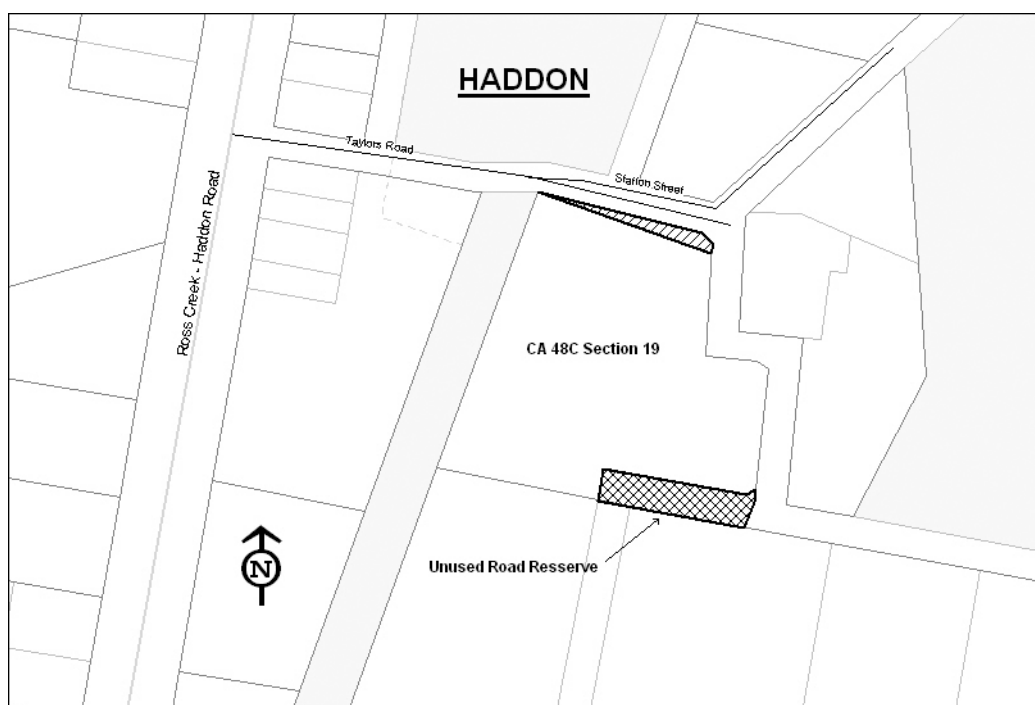 HADDON
Taylors Road
Station Street
Ross Creek - Haddon Road
CA 48C Section 19
Unused Road Resserve
N